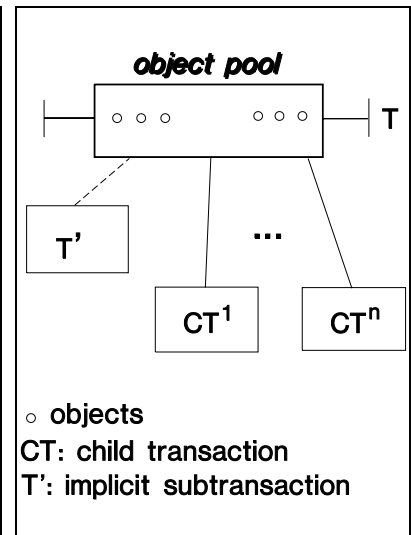 object pool
T
T'
...
CT¹ CTⁿ
objects
CT: child transaction
T': implicit subtransaction